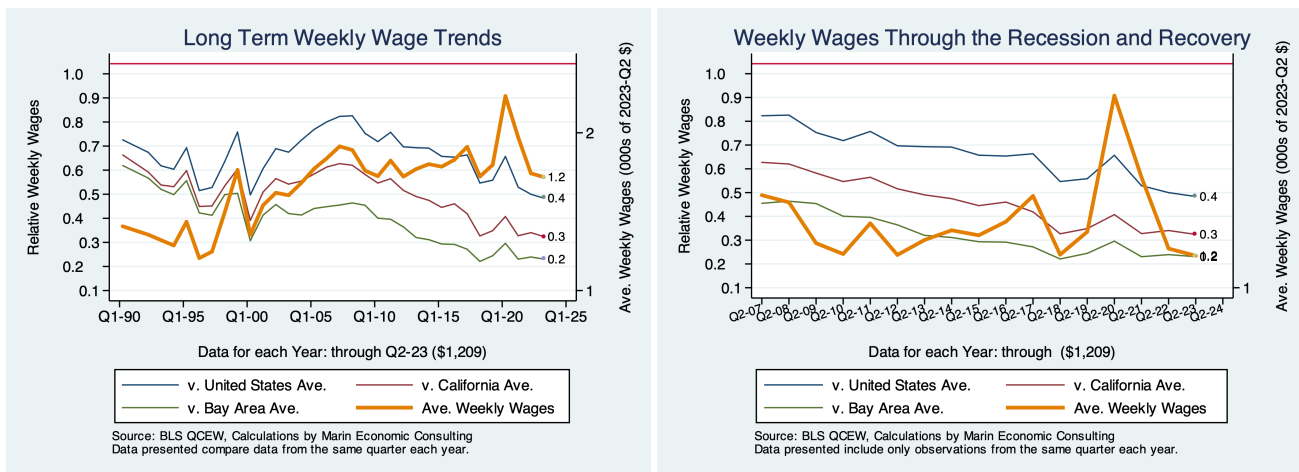 Long Term Weekly Wage Trends
Relative Weekly Wages
1.0
0.9
0.8
0.7
0.6
0.5
0.4
0.3
0.2
0.1
2
1
Ave. Weekly Wages (000s of 2023-Q2 $)
1.2
0.4
0.3
0.2
Q1-90 Q1-95 Q1-00 Q1-05 Q1-10 Q1-15 Q1-20 Q1-25
Data for each Year: through Q2-23 ($1,209)
v. United States Ave. v. California Ave.
v. Bay Area Ave. Ave. Weekly Wages
Source: BLS QCEW, Calculations by Marin Economic Consulting
Data presented compare data from the same quarter each year.
Weekly Wages Through the Recession and Recovery
Relative Weekly Wages
1.0
0.9
0.8
0.7
0.6
0.5
0.4
0.3
0.2
0.1
1
Ave. Weekly Wages (000s of 2023-Q2 $)
0.4
0.3
Q2-07 Q2-08 Q2-09 Q2-10 Q2-11 Q2-12 Q2-13 Q2-14 Q2-15 Q2-16 Q2-17 Q2-18 Q2-19 Q2-20 Q2-21 Q2-22 Q2-23 Q2-24
Data for each Year: through ($1,209)
v. United States Ave. v. California Ave.
v. Bay Area Ave. Ave. Weekly Wages
Source: BLS QCEW, Calculations by Marin Economic Consulting
Data presented include only observations from the same quarter each year.